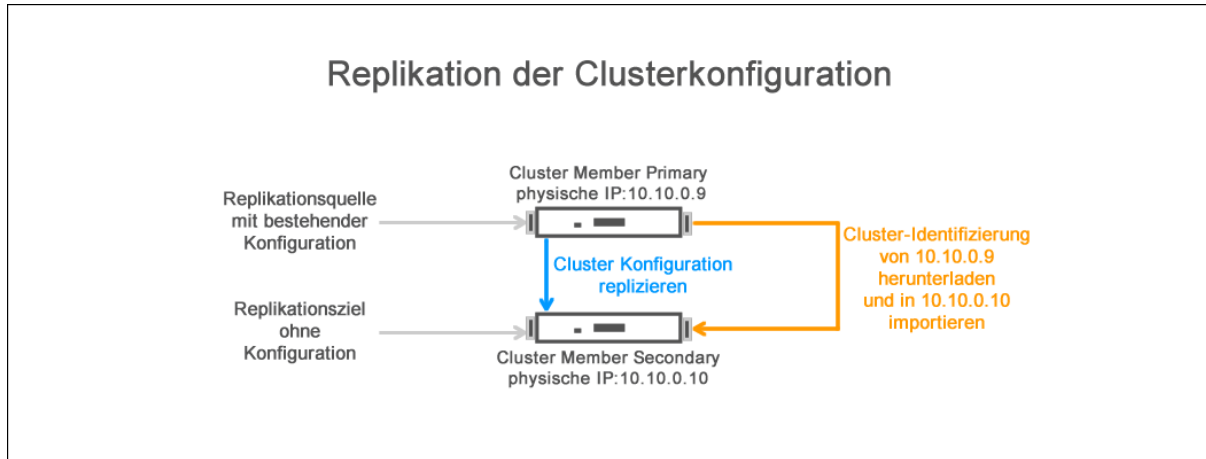 Replikation der Clusterkonfiguration
Cluster Member Primary
physische IP:10.10.0.9
Replikationsquelle
mit bestehender
Konfiguration
Cluster Konfiguration
replizieren
Cluster-Identifizierung
von 10.10.0.9
herunterladen
und in 10.10.0.10
importieren
Replikationsziel
ohne
Konfiguration
Cluster Member Secondary
physische IP:10.10.0.10